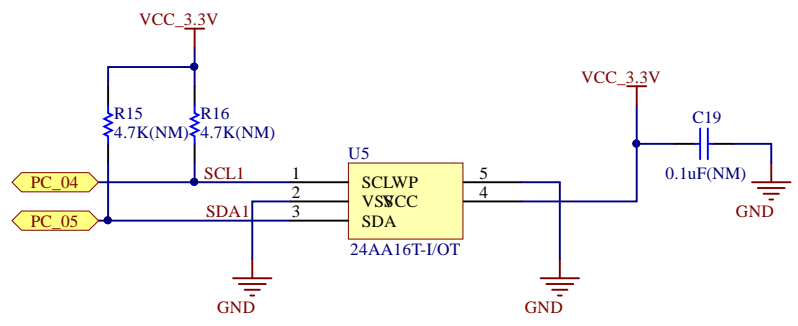 VCC_3.3V
R15
4.7K(NM)
R16
4.7K(NM)
VCC_3.3V
C19
0.1uF(NM)
GND
U5
PC_04
SCL1
1
SCL
WP
5
2
VSS
VCC
4
PC_05
SDA1
3
SDA
24AA16T-I/OT
GND
GND